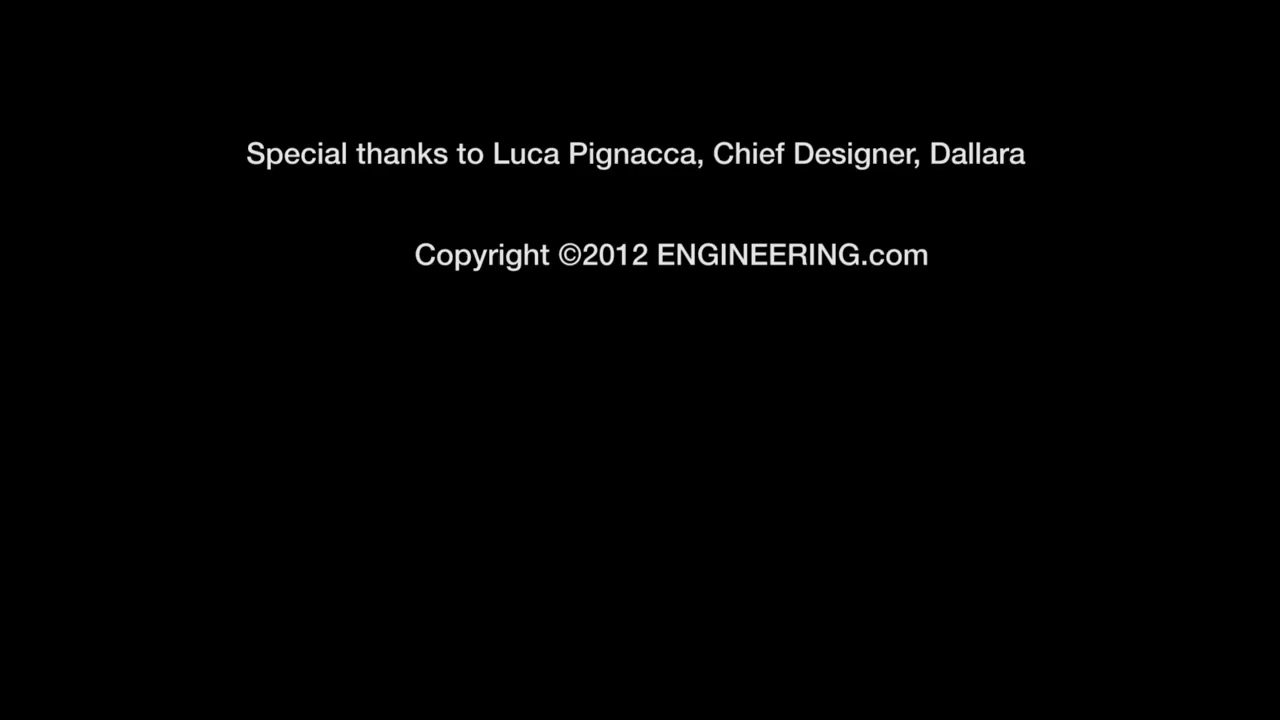 Special thanks to Luca Pignacca, Chief Designer, Dallara
Copyright ©2012 ENGINEERING.com